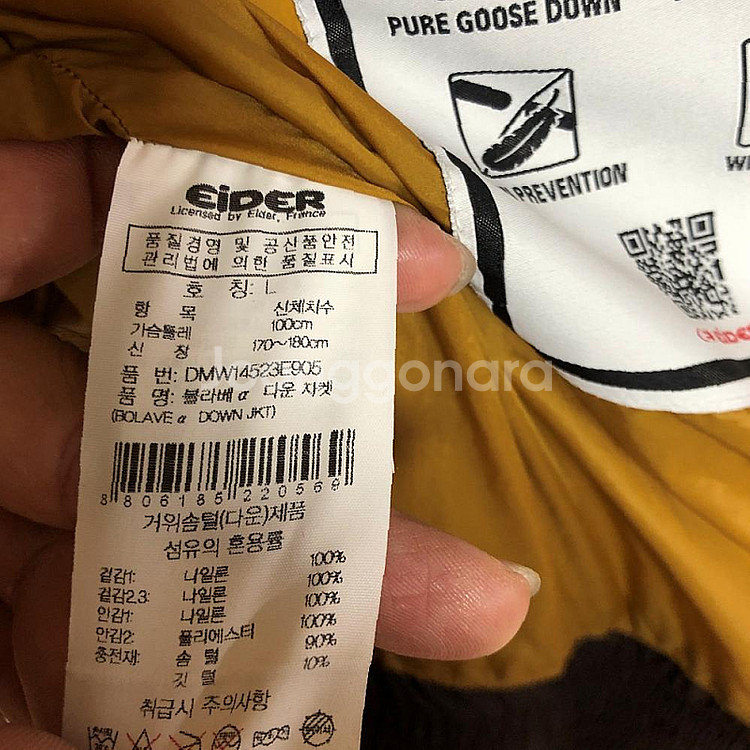 PURE GOOSE DOWN
PREVENTION
EiDER
EiDER
Licensed by Eider, France
품질경영 및 공산품안전
관리법에 의한 품질표시
호 칭: L
항 목 신체치수
가슴둘레 100cm
신 장 170~180cm
품 번: DMW14523E905
품 명: 볼라베α 다운 자켓
(BOLAVE α DOWN JKT)
8806185220569
거위솜털(다운)제품
섬유의 혼용률
겉감1: 나일론 100%
겉감2,3: 나일론 100%
안감1: 나일론 100%
안감2: 폴리에스터 100%
충전재: 솜 털 90%
깃 털 10%
취급시 주의사항